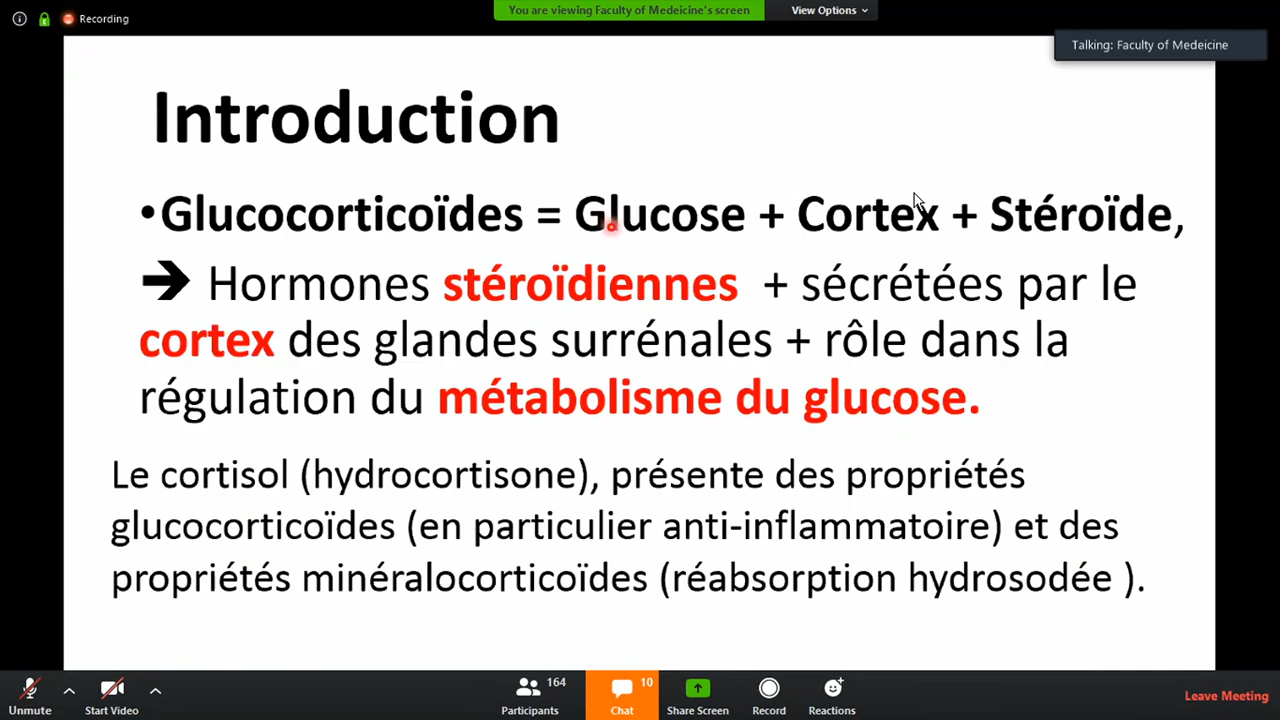 Recording
You are viewing Faculty of Medeicine's screen
View Options
Talking: Faculty of Medeicine
Introduction
•Glucocorticoïdes = Glucose + Cortex + Stéroïde,
➔ Hormones stéroïdiennes + sécrétées par le
cortex des glandes surrénales + rôle dans la
régulation du métabolisme du glucose.
Le cortisol (hydrocortisone), présente des propriétés
glucocorticoïdes (en particulier anti-inflammatoire) et des
propriétés minéralocorticoïdes (réabsorption hydrosodée ).
Unmute
Start Video
164
Participants
10
Chat
Share Screen
Record
Reactions
Leave Meeting